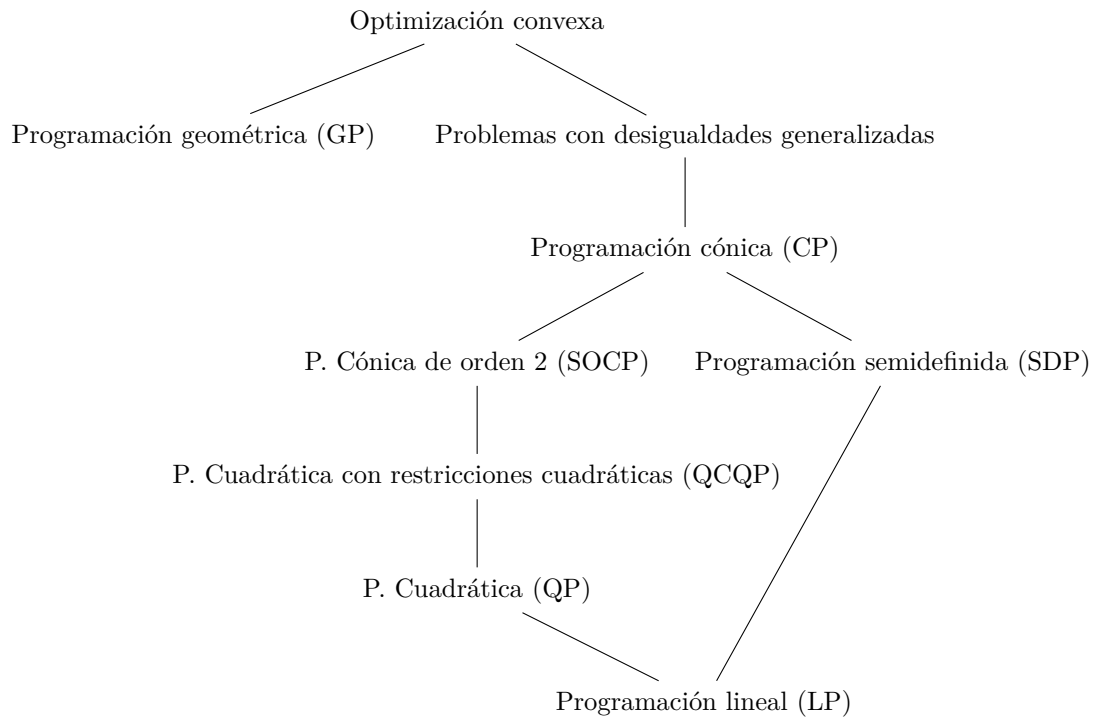 Optimización convexa
Programación geométrica (GP)
Problemas con desigualdades generalizadas
Programación cónica (CP)
P. Cónica de orden 2 (SOCP)
Programación semidefinida (SDP)
P. Cuadrática con restricciones cuadráticas (QCQP)
P. Cuadrática (QP)
Programación lineal (LP)